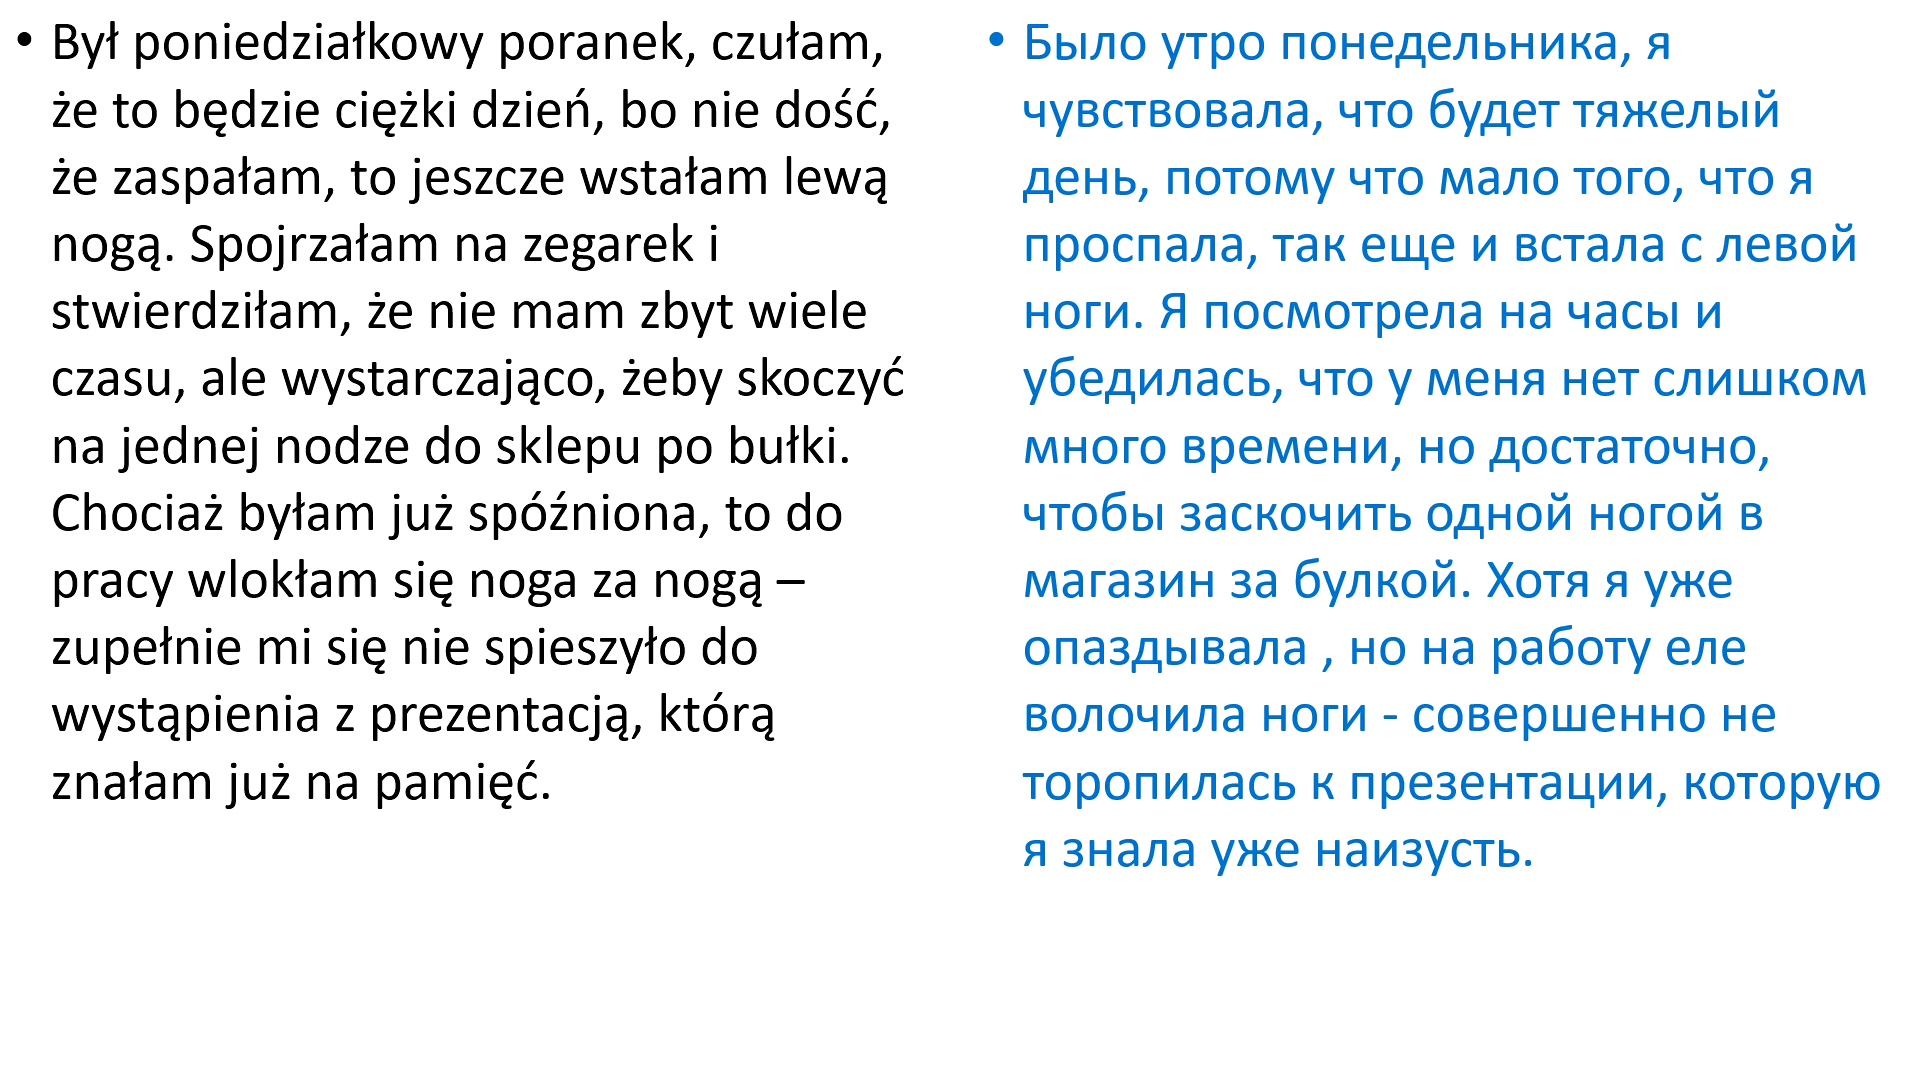 • Był poniedziałkowy poranek, czułam,
że to będzie ciężki dzień, bo nie dość,
że zaspałam, to jeszcze wstałam lewą
nogą. Spojrzałam na zegarek i
stwierdziłam, że nie mam zbyt wiele
czasu, ale wystarczająco, żeby skoczyć
na jednej nodze do sklepu po bułki.
Chociaż byłam już spóźniona, to do
pracy wlokłam się noga za nogą –
zupełnie mi się nie spieszyło do
wystąpienia z prezentacją, którą
znałam już na pamięć.
• Было утро понедельника, я
чувствовала, что будет тяжелый
день, потому что мало того, что я
проспала, так еще и встала с левой
ноги. Я посмотрела на часы и
убедилась, что у меня нет слишком
много времени, но достаточно,
чтобы заскочить одной ногой в
магазин за булкой. Хотя я уже
опаздывала , но на работу еле
волочила ноги - совершенно не
торопилась к презентации, которую
я знала уже наизусть.